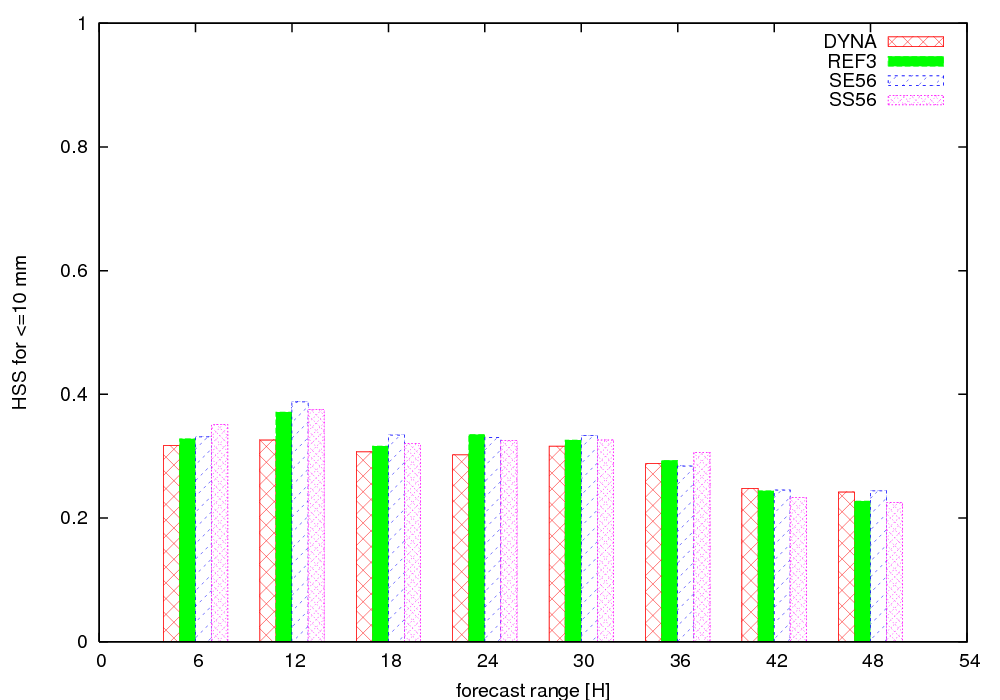 1
0.8
0.6
0.4
0.2
0
HSS for <=10 mm
DYNA
REF3
SE56
SS56
0 6 12 18 24 30 36 42 48 54
forecast range [H]